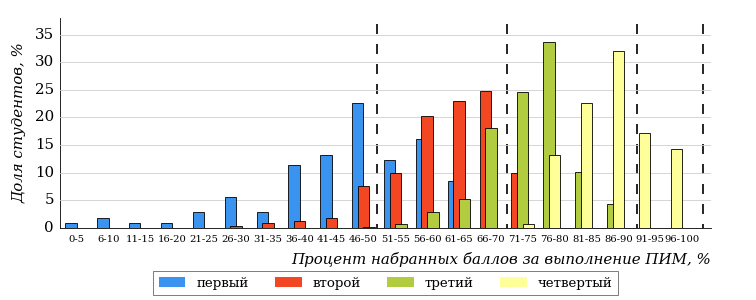 Доля студентов, %
35
30
25
20
15
10
5
0
0-5 6-10 11-15 16-20 21-25 26-30 31-35 36-40 41-45 46-50 51-55 56-60 61-65 66-70 71-75 76-80 81-85 86-90 91-95 96-100
Процент набранных баллов за выполнение ПИМ, %
первый второй третий четвертый